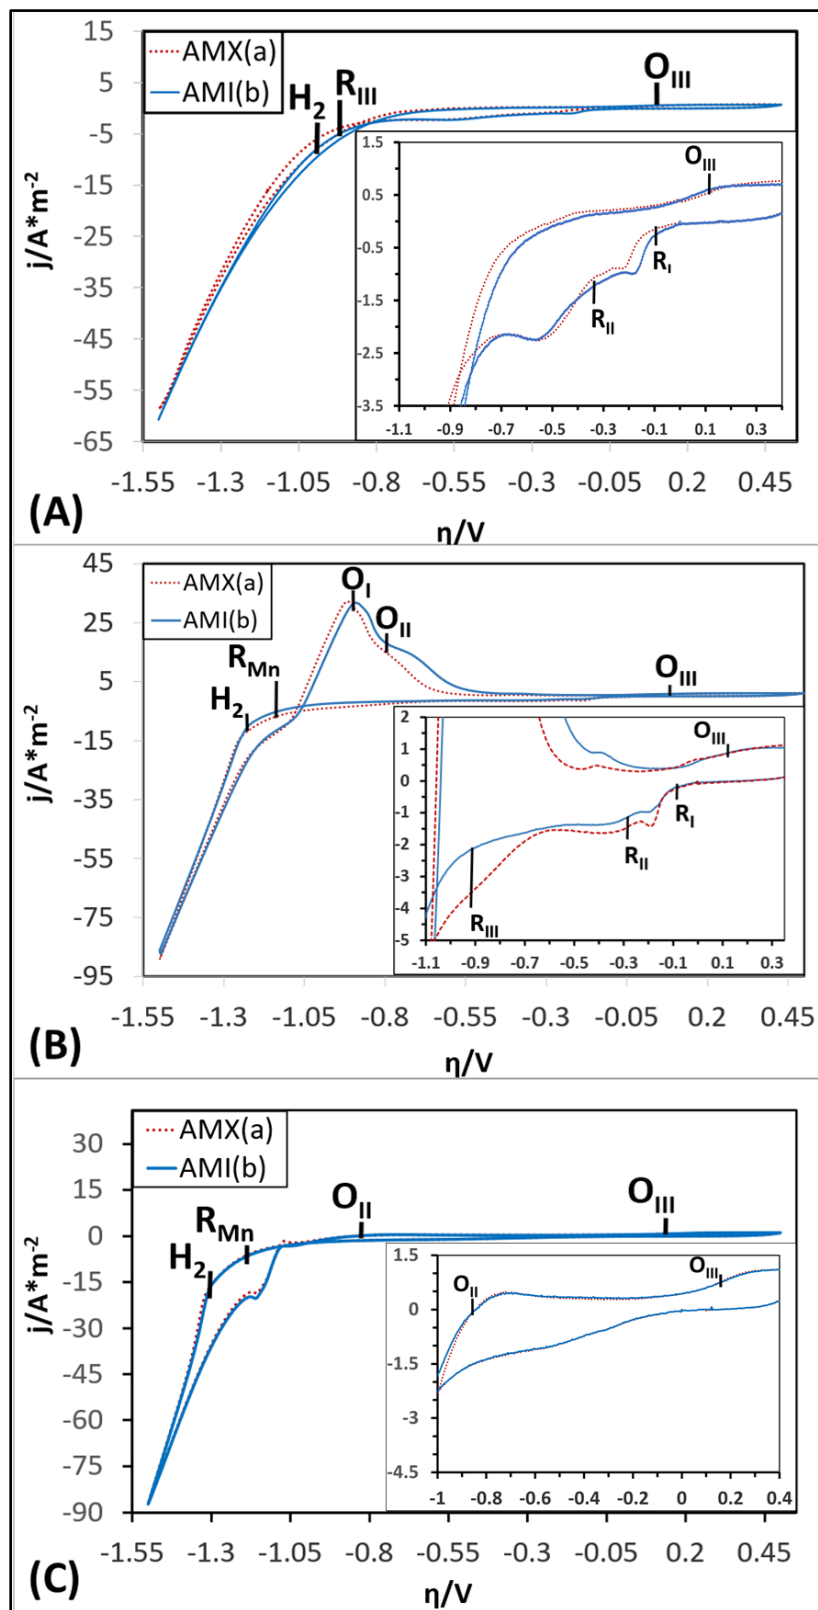 15
5
-5
-15
-25
-35
-45
-55
-65
j/A*m-2
AMX(a)
AMI(b)
H2
RIII
OIII
1.5
0.5
-0.5
-1.5
-2.5
-3.5
OIII
RI
RII
-1.1 -0.9 -0.7 -0.5 -0.3 -0.1 0.1 0.3
-1.55 -1.3 -1.05 -0.8 -0.55 -0.3 -0.05 0.2 0.45
(A)
η/V
45
25
5
-15
-35
-55
-75
-95
j/A*m-2
AMX(a)
AMI(b)
OI
OII
RMn
H2
OIII
2
1
0
-1
-2
-3
-4
-5
OIII
RI
RII
RIII
-1.1 -0.9 -0.7 -0.5 -0.3 -0.1 0.1 0.3
-1.55 -1.3 -1.05 -0.8 -0.55 -0.3 -0.05 0.2 0.45
(B)
η/V
30
15
0
-15
-30
-45
-60
-75
-90
j/A*m-2
AMX(a)
AMI(b)
OII
OIII
RMn
H2
1.5
0
-1.5
-3
-4.5
OII
OIII
-1 -0.8 -0.6 -0.4 -0.2 0 0.2 0.4
-1.55 -1.3 -1.05 -0.8 -0.55 -0.3 -0.05 0.2 0.45
(C)
η/V